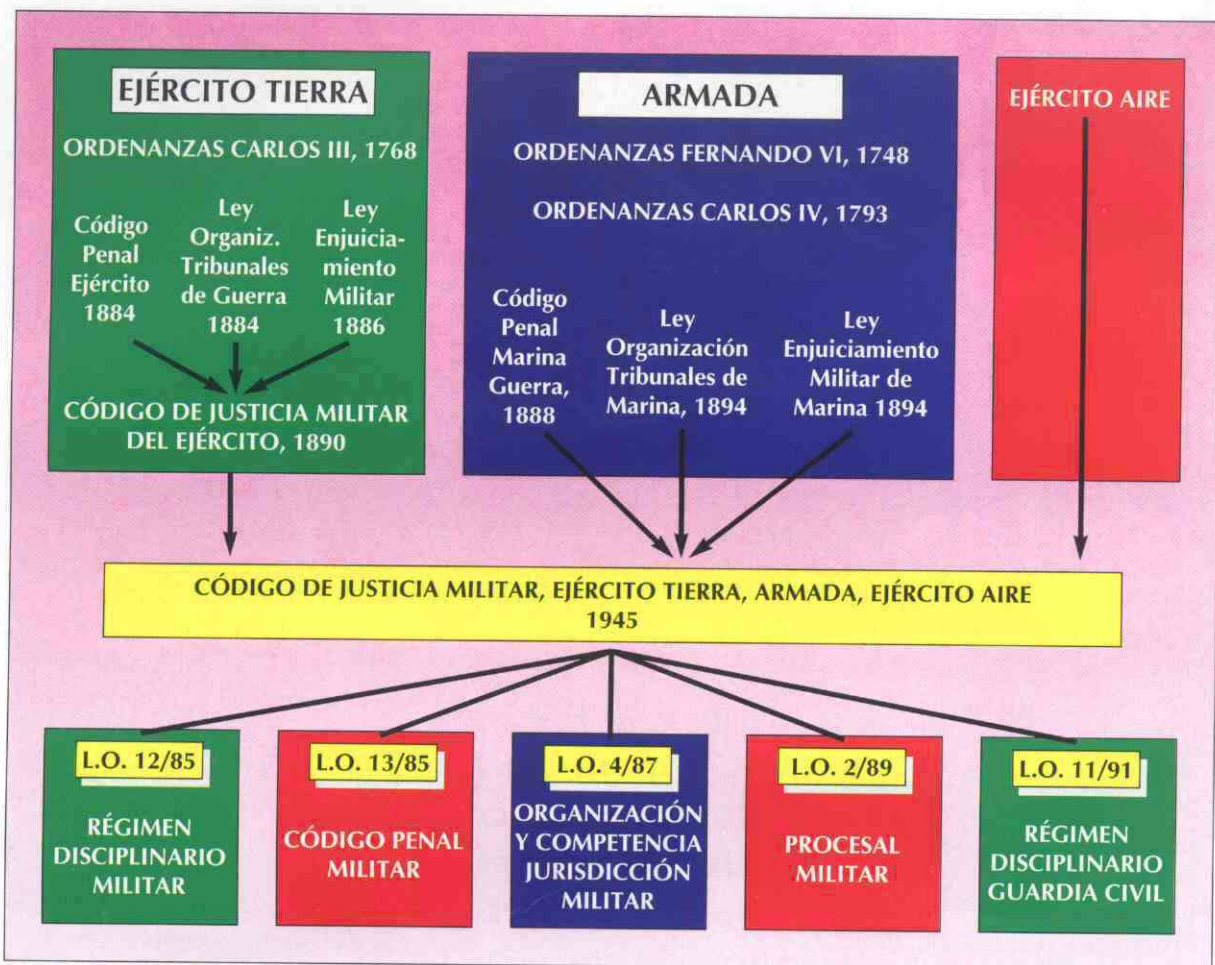 EJÉRCITO TIERRA
ORDENANZAS CARLOS III, 1768
Código
Penal
Ejército
1884
Ley
Organiz.
Tribunales
de Guerra
1884
Ley
Enjuicia-
miento
Militar
1886
CÓDIGO DE JUSTICIA MILITAR
DEL EJÉRCITO, 1890
ARMADA
ORDENANZAS FERNANDO VI, 1748
ORDENANZAS CARLOS IV, 1793
Código
Penal
Marina
Guerra,
1888
Ley
Organización
Tribunales de
Marina, 1894
Ley
Enjuiciamiento
Militar de
Marina 1894
EJÉRCITO AIRE
CÓDIGO DE JUSTICIA MILITAR, EJÉRCITO TIERRA, ARMADA, EJÉRCITO AIRE
1945
L.O. 12/85
RÉGIMEN
DISCIPLINARIO
MILITAR
L.O. 13/85
CÓDIGO PENAL
MILITAR
L.O. 4/87
ORGANIZACIÓN
Y COMPETENCIA
JURISDICCIÓN
MILITAR
L.O. 2/89
PROCESAL
MILITAR
L.O. 11/91
RÉGIMEN
DISCIPLINARIO
GUARDIA CIVIL